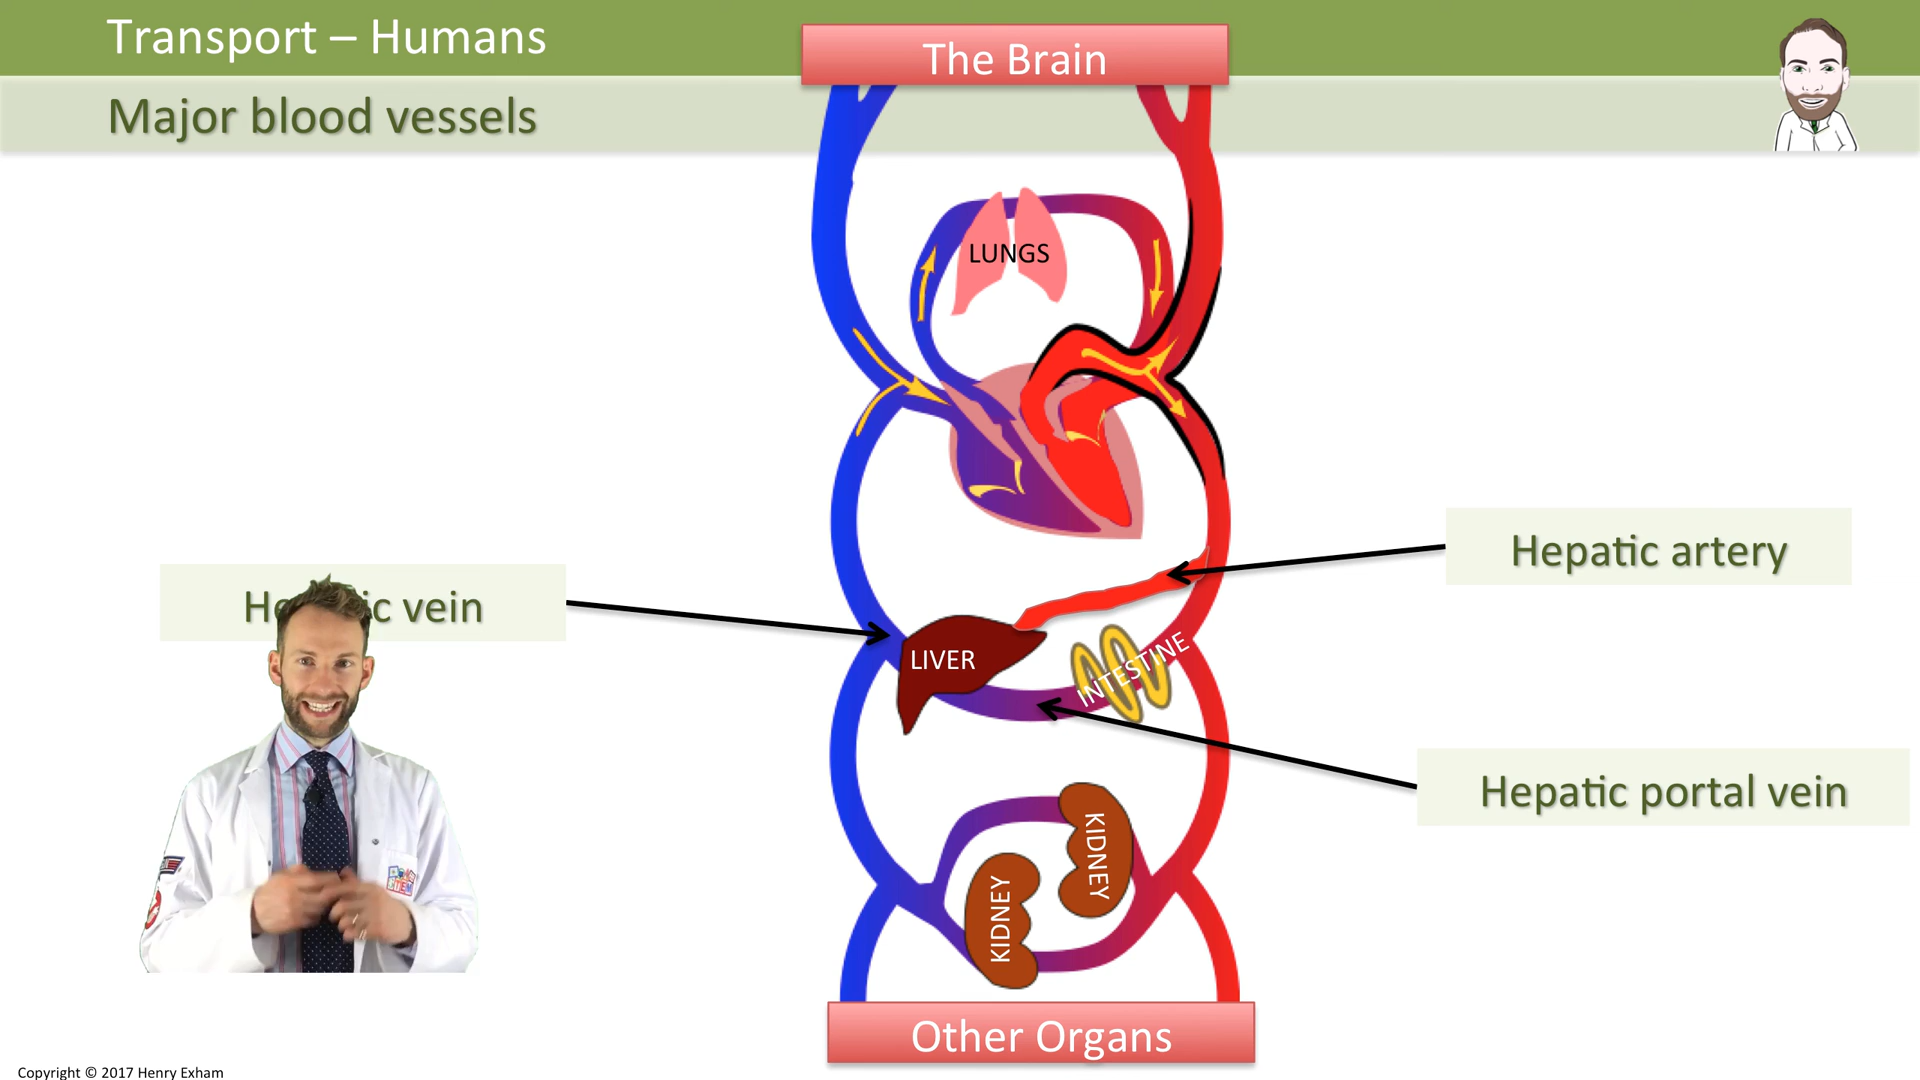 Transport – Humans
The Brain
Major blood vessels
LUNGS
Hepatic artery
vein
LIVER
INTESTINE
Hepatic portal vein
KIDNEY
KIDNEY
Other Organs
Copyright © 2017 Henry Exham